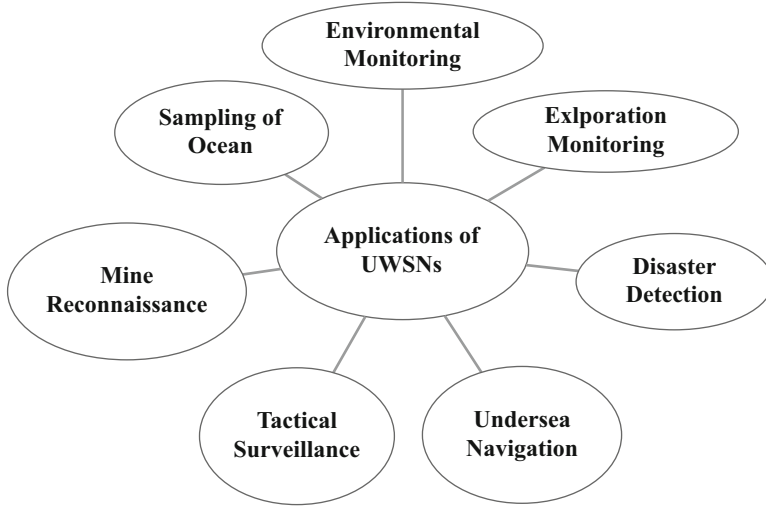 Environmental
Monitoring
Sampling of
Ocean
Exlporation
Monitoring
Applications of
UWSNs
Mine
Reconnaissance
Disaster
Detection
Tactical
Surveillance
Undersea
Navigation